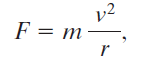 F = m v²/r,